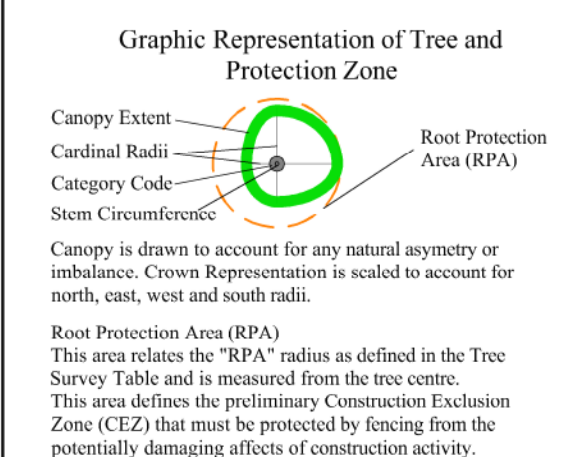 Graphic Representation of Tree and
Protection Zone
Canopy Extent
Cardinal Radii
Category Code
Stem Circumference
Root Protection
Area (RPA)
Canopy is drawn to account for any natural asymetry or
imbalance. Crown Representation is scaled to account for
north, east, west and south radii.
Root Protection Area (RPA)
This area relates the "RPA" radius as defined in the Tree
Survey Table and is measured from the tree centre.
This area defines the preliminary Construction Exclusion
Zone (CEZ) that must be protected by fencing from the
potentially damaging affects of construction activity.